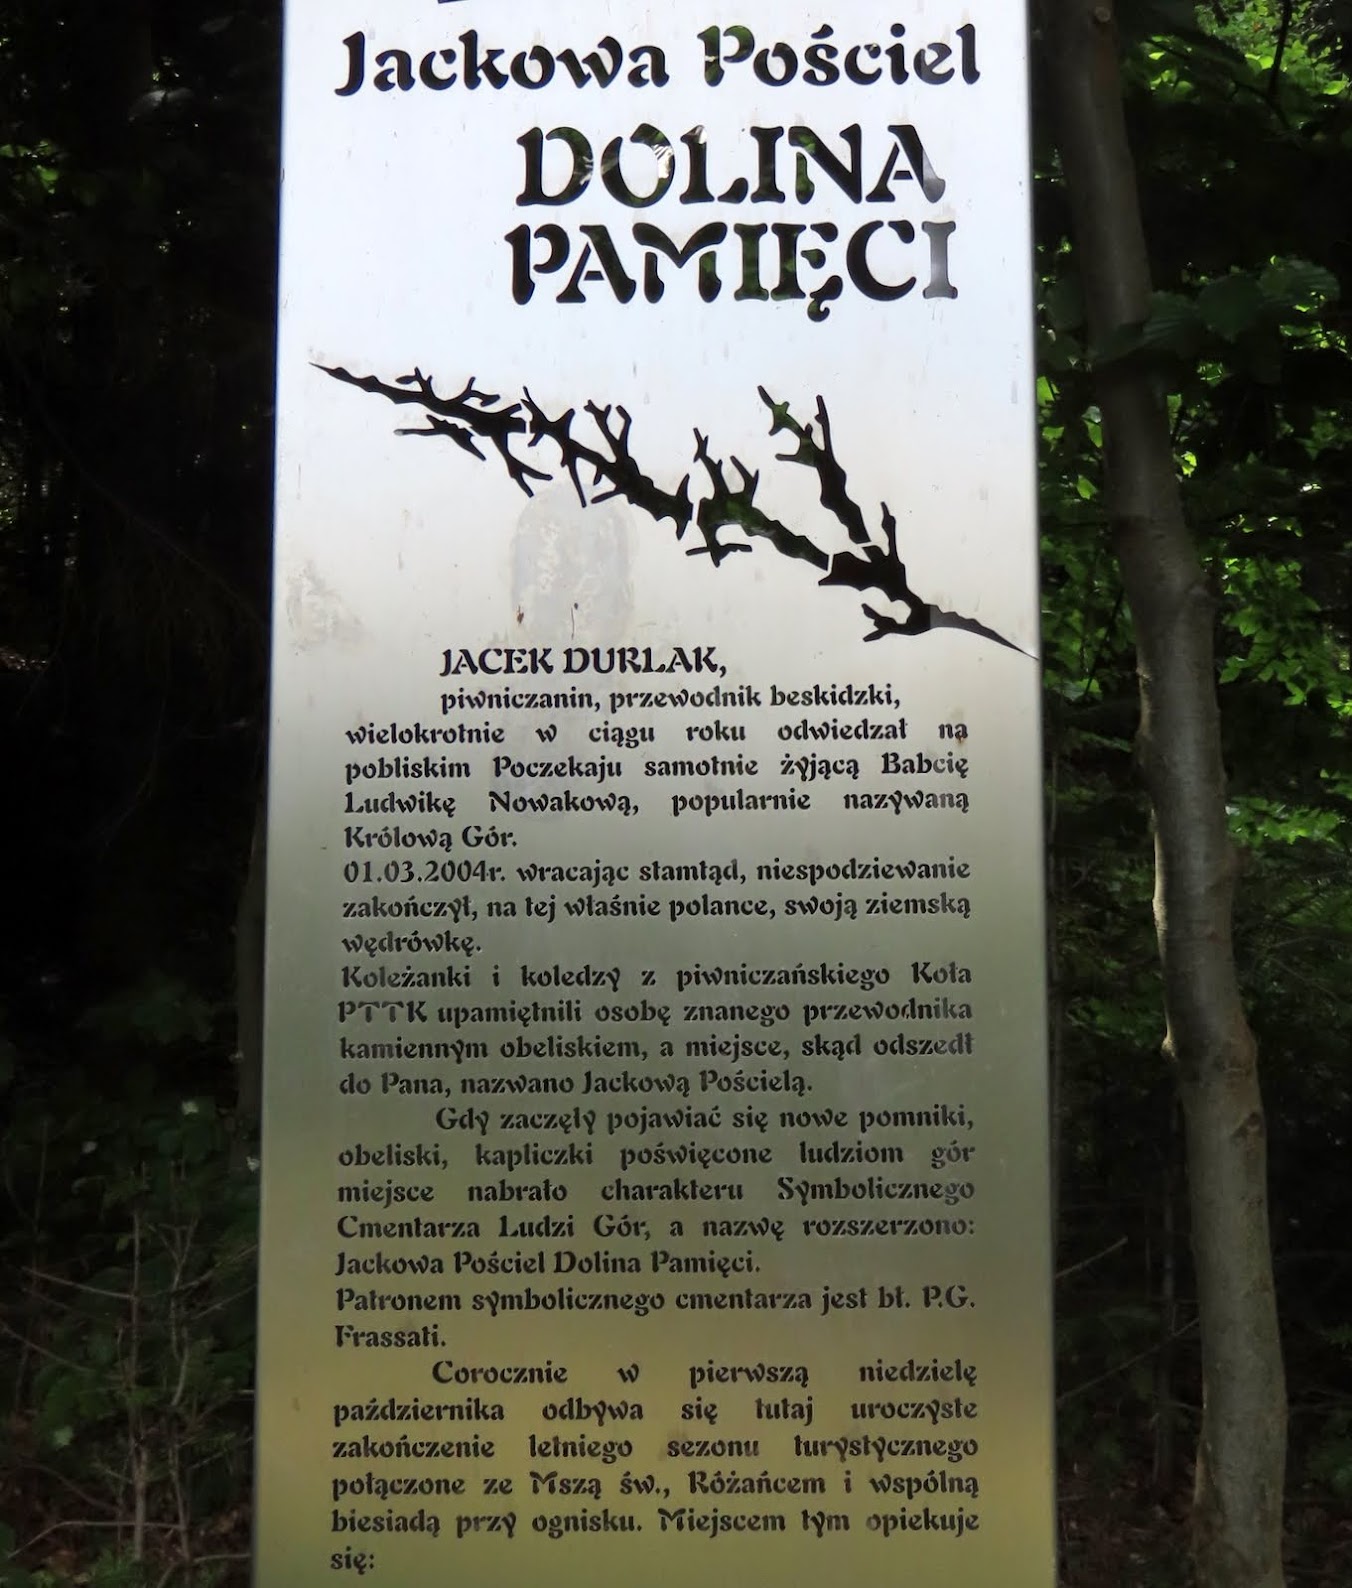 Jackowa Pościel
DOLINA
PAMIĘCI
JACEK DURLAK,
piwniczanin, przewodnik beskidzki,
wielokrotnie w ciągu roku odwiedzał na
pobliskim Poczekaju samotnie żyjącą Babcię
Ludwikę Nowakową, popularnie nazywaną
Królową Gór.
01.03.2004r. wracając stamtąd, niespodziewanie
zakończył, na tej właśnie polance, swoją ziemską
wędrówkę.
Koleżanki i koledzy z piwniczańskiego Koła
PTTK upamiętnili osobę znanego przewodnika
kamiennym obeliskiem, a miejsce, skąd odszedł
do Pana, nazwano Jackową Pościelą.
Gdy zaczęły pojawiać się nowe pomniki,
obeliski, kapliczki poświęcone ludziom gór
miejsce nabrało charakteru Symbolicznego
Cmentarza Ludzi Gór, a nazwę rozszerzono:
Jackowa Pościel Dolina Pamięci.
Patronem symbolicznego cmentarza jest bł. P.G.
Frassati.
Corocznie w pierwszą niedzielę
października odbywa się tutaj uroczyste
zakończenie letniego sezonu turystycznego
połączone ze Mszą św., Różańcem i wspólną
biesiadą przy ognisku. Miejscem tym opiekuje
się: